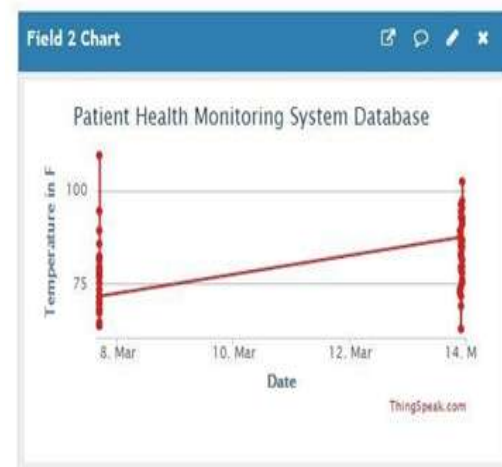 Field 2 Chart
Patient Health Monitoring System Database
Temperature in F
100
75
8. Mar
10. Mar
12. Mar
14. M
Date
ThingSpeak.com